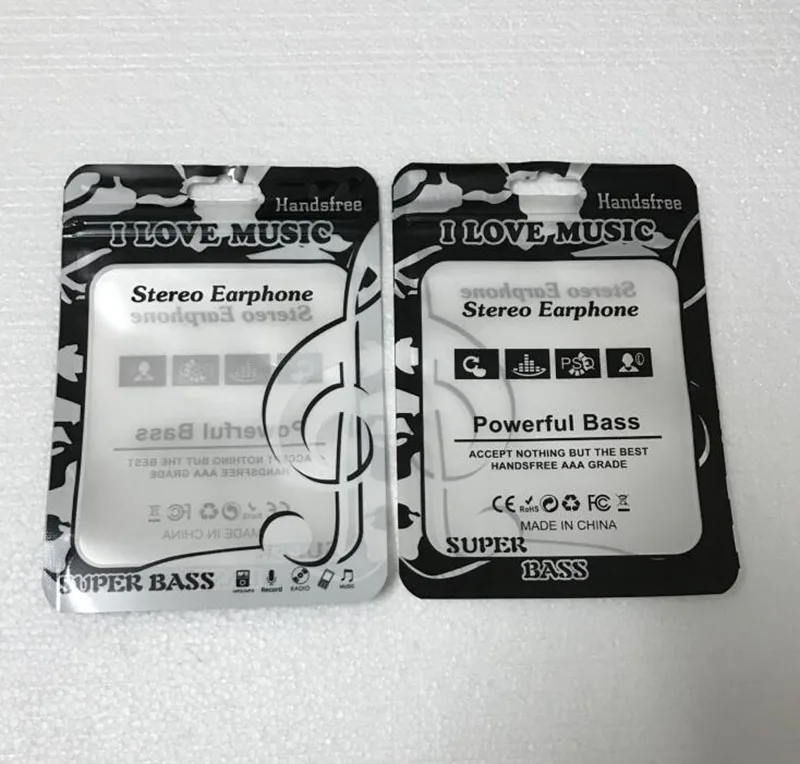 Handsfree
I LOVE MUSIC
Stereo Earphone
Stereo Earphone
Powerful Bass
ACCEPT NOTHING BUT THE BEST
HANDSFREE AAA GRADE
MADE IN CHINA
SUPER BASS
Record
RADIO
MUSIC
Handsfree
I LOVE MUSIC
Stereo Earphone
Stereo Earphone
PSQ
Powerful Bass
ACCEPT NOTHING BUT THE BEST
HANDSFREE AAA GRADE
CE RoHS FC
MADE IN CHINA
SUPER
BASS